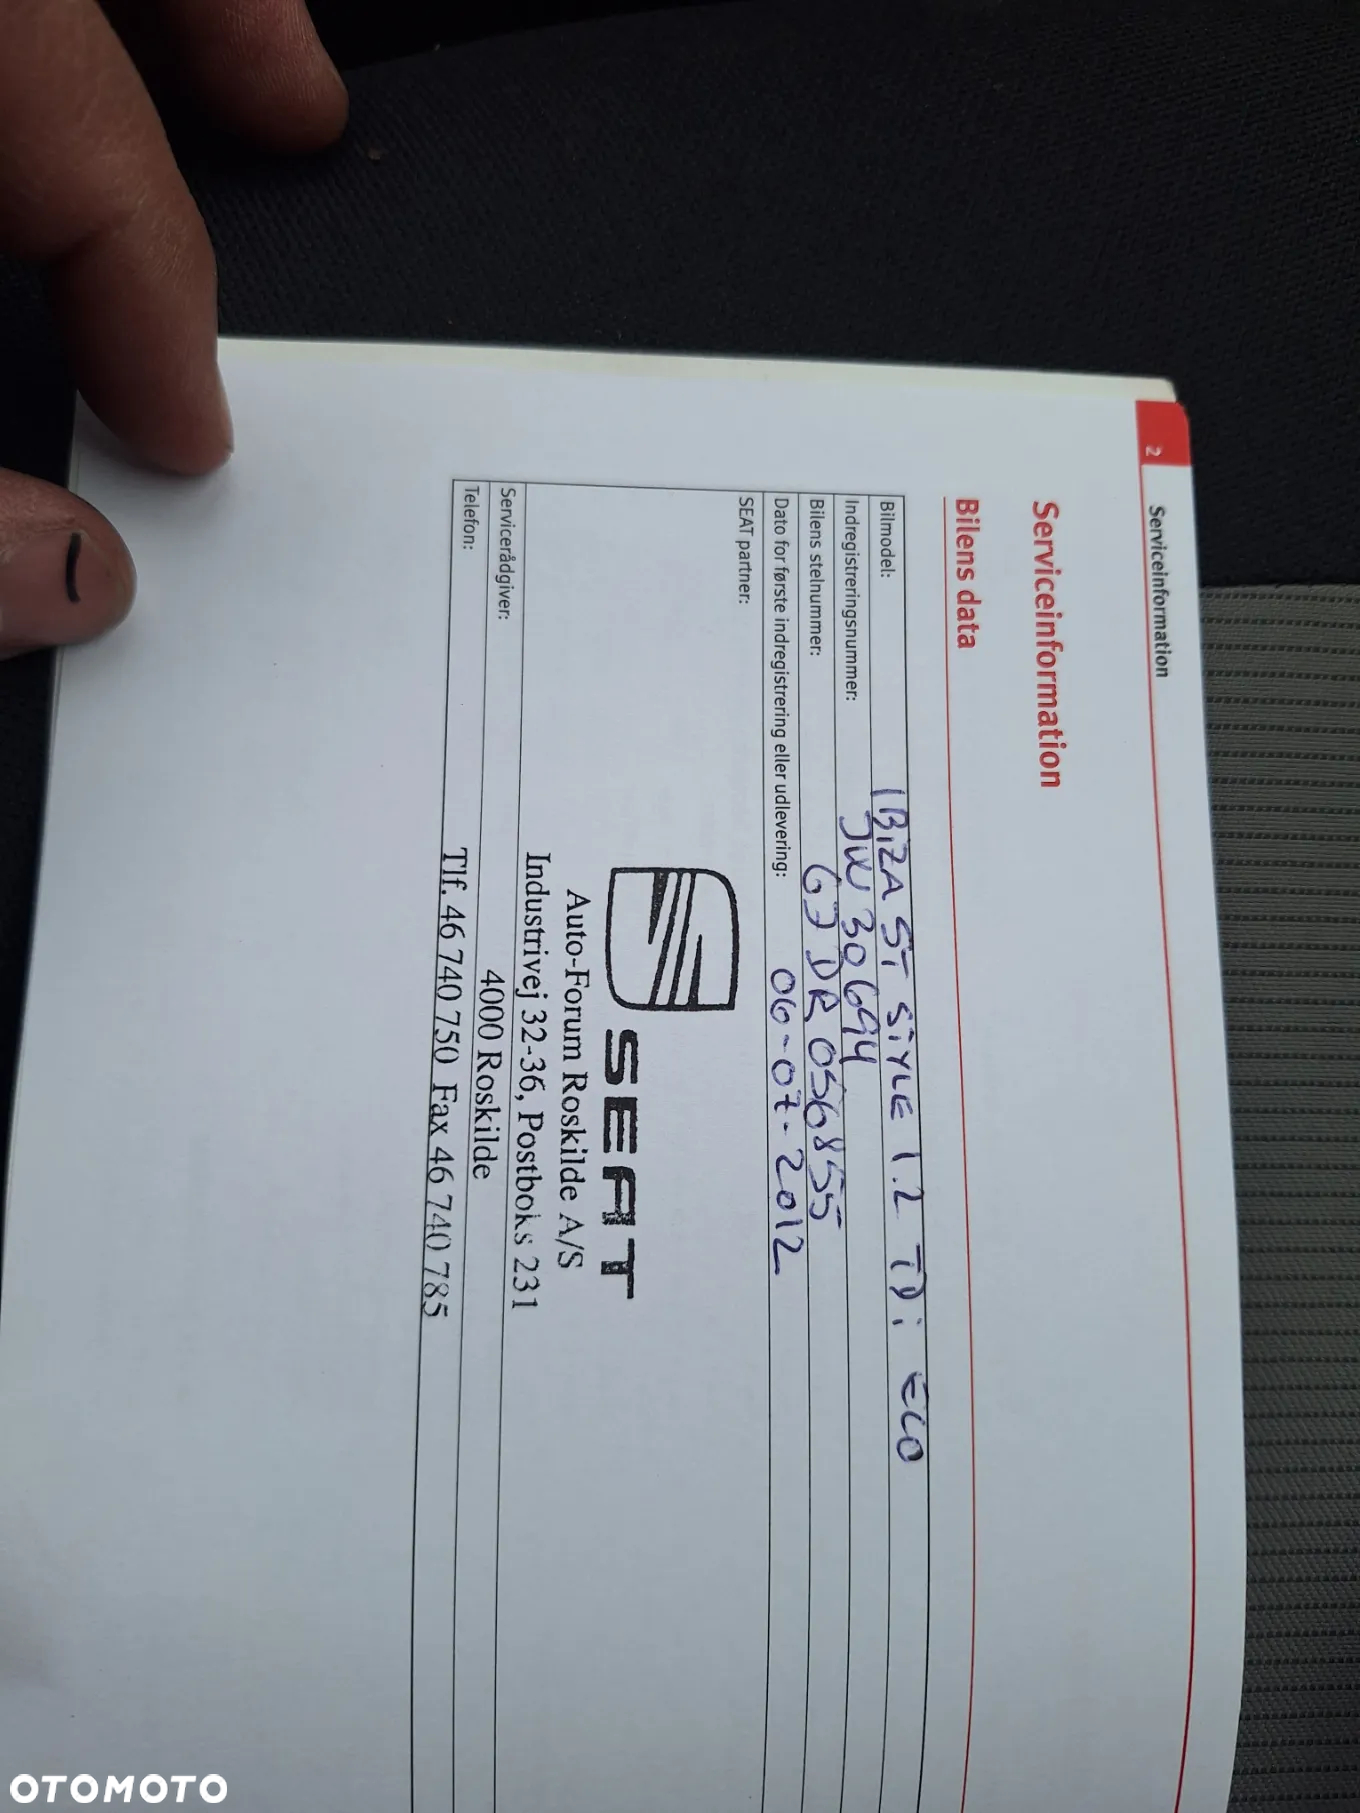 2 Serviceinformation
Serviceinformation
Bilens data
Bilmodel: IBIZA ST STYLE 1.2 TDi ECO
Indregistreringsnummer: JW 30 694
Bilens stelnummer: 6J DR 056855
Dato for første indregistrering eller udlevering: 06-07-2012
SEAT partner:
SEAT
Auto-Forum Roskilde A/S
Industrivej 32-36, Postboks 231
Servicerådgiver: 4000 Roskilde
Telefon: Tlf. 46 740 750 Fax 46 740 785
OTOMOTO